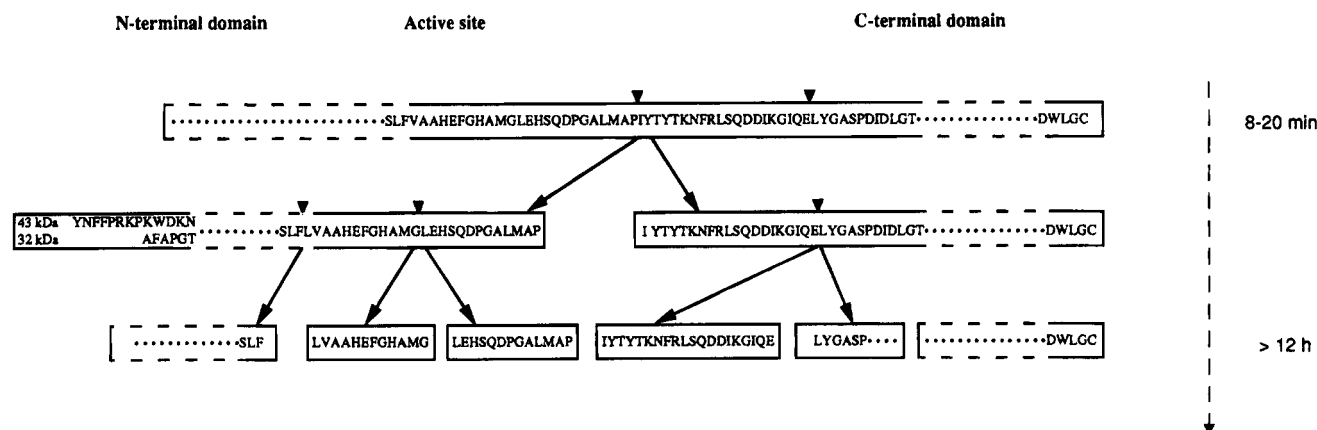 N-terminal domain Active site C-terminal domain
····················SLFVAAHEFGHAMGLEHSQDPGALMAPIYTYTKNFRLSQDDIKGIQELYGASPDIDLGT···········DWLGC 8-20 min
43 kDa YNFFPRKPKWDKN
32 kDa AFAPGT
········SLFLVAAHEFGHAMGLEHSQDPGALMAP I YTYTKNFRLSQDDIKGIQELYGASPDIDLGT···········DWLGC
··········SLF LVAAHEFGHAMG LEHSQDPGALMAP IYTYTKNFRLSQDDIKGIQE LYGASP···· ···········DWLGC > 12 h